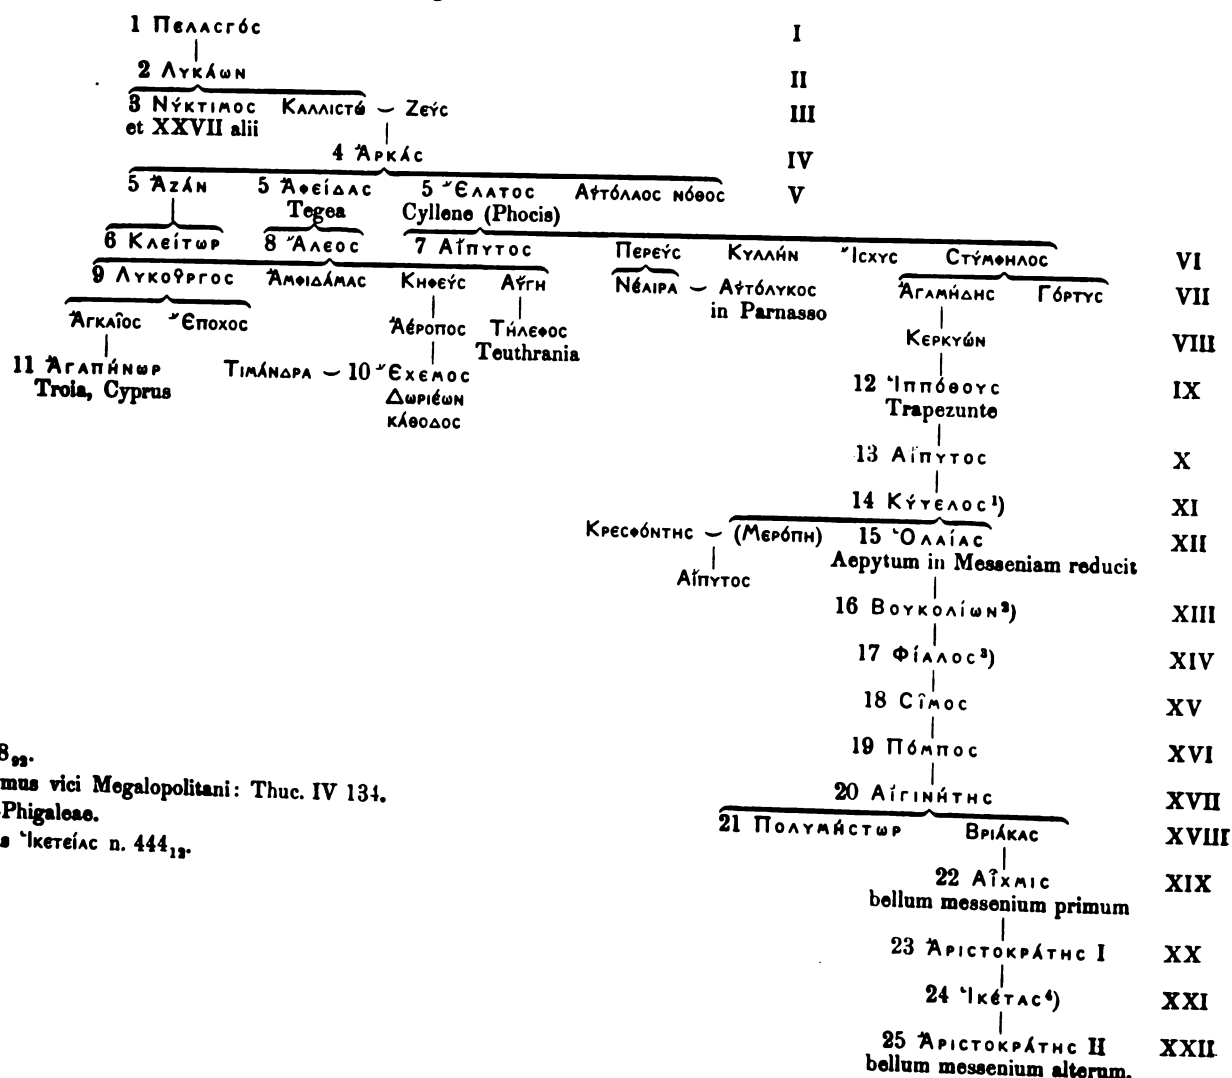 1 Πελασγός I
2 Λυκάων II
3 Νύκτιμος Καλλιστώ ⌣ Ζεύς III
et XXVII alii
4 Ἀρκάς IV
5 Ἀζάν 5 Ἀφείδας 5 Ἔλατος Αὐτόλαος νόθος V
Tegea Cyllene (Phocis)
6 Κλείτωρ 8 Ἄλεος 7 Αἴπυτος Περεύς Κυλλήν Ἴσχυς Στύμφηλος VI
9 Λυκοῦργος Ἀμφιδάμας Κηφεύς Αὔγη Νέαιρα ⌣ Αὐτόλυκος Ἀγαμήδης Γόρτυς VII
in Parnasso
Ἀγκαῖος Ἔποχος Ἀέροπος Τήλεφος Κερκυών VIII
Teuthrania
11 Ἀγαπήνωρ Τιμάνδρα ⌣ 10 Ἔχεμος 12 Ἱππόθους IX
Troia, Cyprus Δωριέων Trapezunte
κάθοδος
13 Αἴπυτος X
14 Κύψελος¹) XI
Κρεσφόντης ⌣ (Μερόπη) 15 Ὀλαίας XII
Aepytum in Messeniam reducit
Αἴπυτος
16 Βουκολίων²) XIII
17 Φίαλος³) XIV
18 Σῖμος XV
8₉₂.
19 Πόμπος XVI
mus vici Megalopolitani: Thuc. IV 134.
20 Αἰγινήτης XVII
Phigaleae.
21 Πολυμήστωρ Βριάκας XVIII
s Ἱκετείας n. 444₁₂.
22 Αἶχμις XIX
bellum messenium primum
23 Ἀριστοκράτης I XX
24 Ἱκέτας⁴) XXI
25 Ἀριστοκράτης II XXII
bellum messenium alterum.